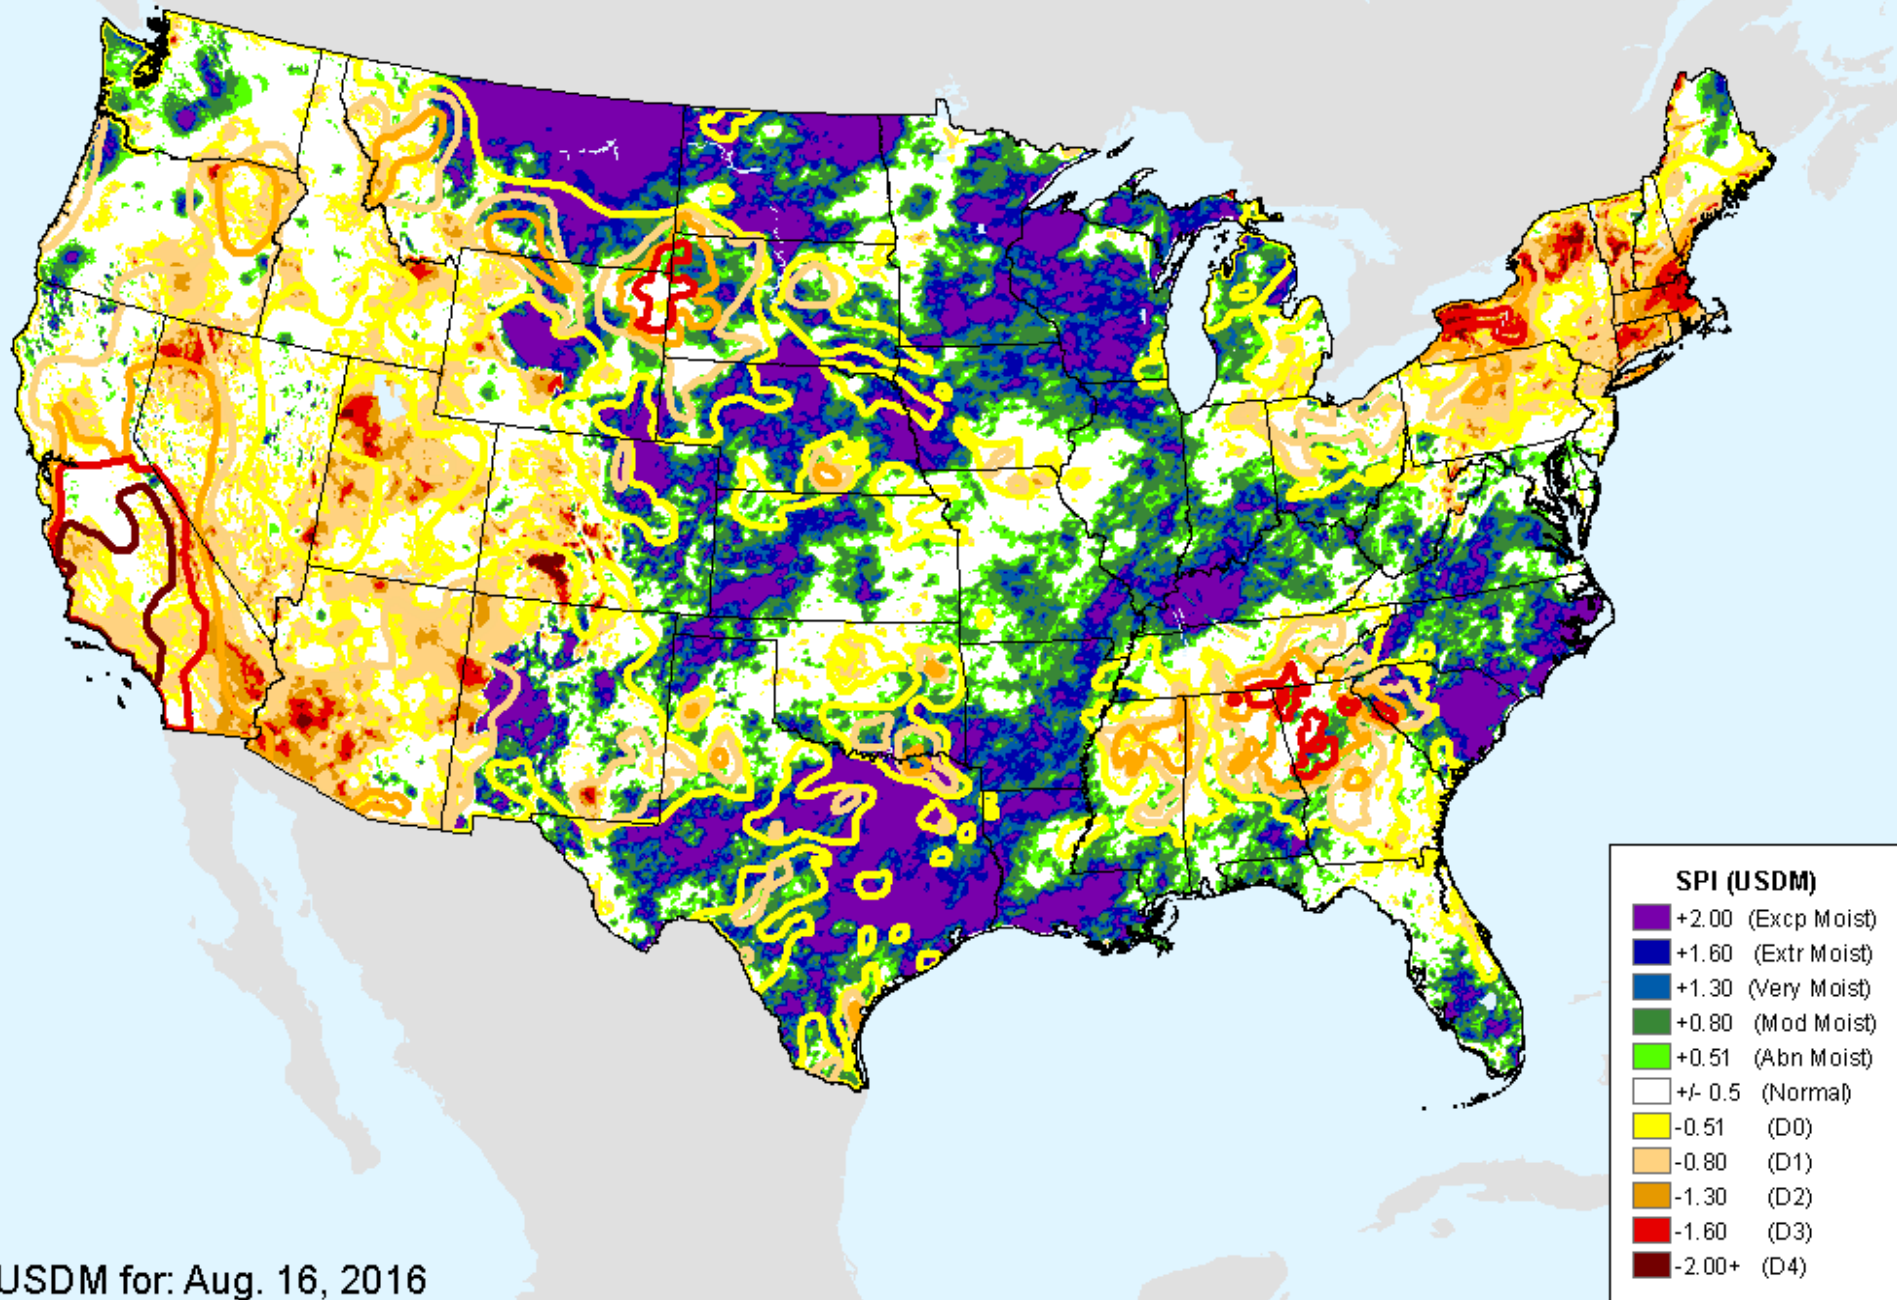 SPI (USDM)
+2.00 (Excp Moist)
+1.60 (Extr Moist)
+1.30 (Very Moist)
+0.80 (Mod Moist)
+0.51 (Abn Moist)
+/- 0.5 (Normal)
-0.51 (D0)
-0.80 (D1)
-1.30 (D2)
-1.60 (D3)
-2.00+ (D4)
USDM for: Aug. 16, 2016